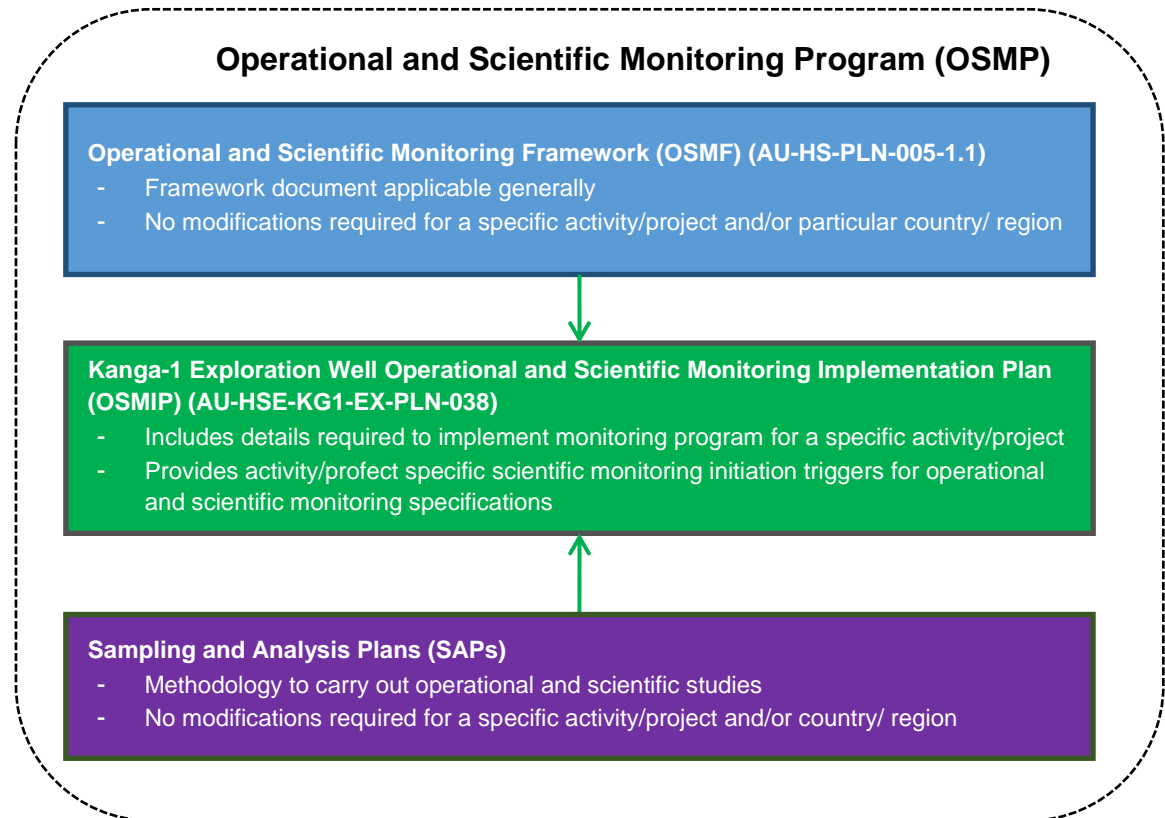 Operational and Scientific Monitoring Program (OSMP)
Operational and Scientific Monitoring Framework (OSMF) (AU-HS-PLN-005-1.1)
- Framework document applicable generally
- No modifications required for a specific activity/project and/or particular country/ region
Kanga-1 Exploration Well Operational and Scientific Monitoring Implementation Plan
(OSMIP) (AU-HSE-KG1-EX-PLN-038)
- Includes details required to implement monitoring program for a specific activity/project
- Provides activity/profect specific scientific monitoring initiation triggers for operational
and scientific monitoring specifications
Sampling and Analysis Plans (SAPs)
- Methodology to carry out operational and scientific studies
- No modifications required for a specific activity/project and/or country/ region